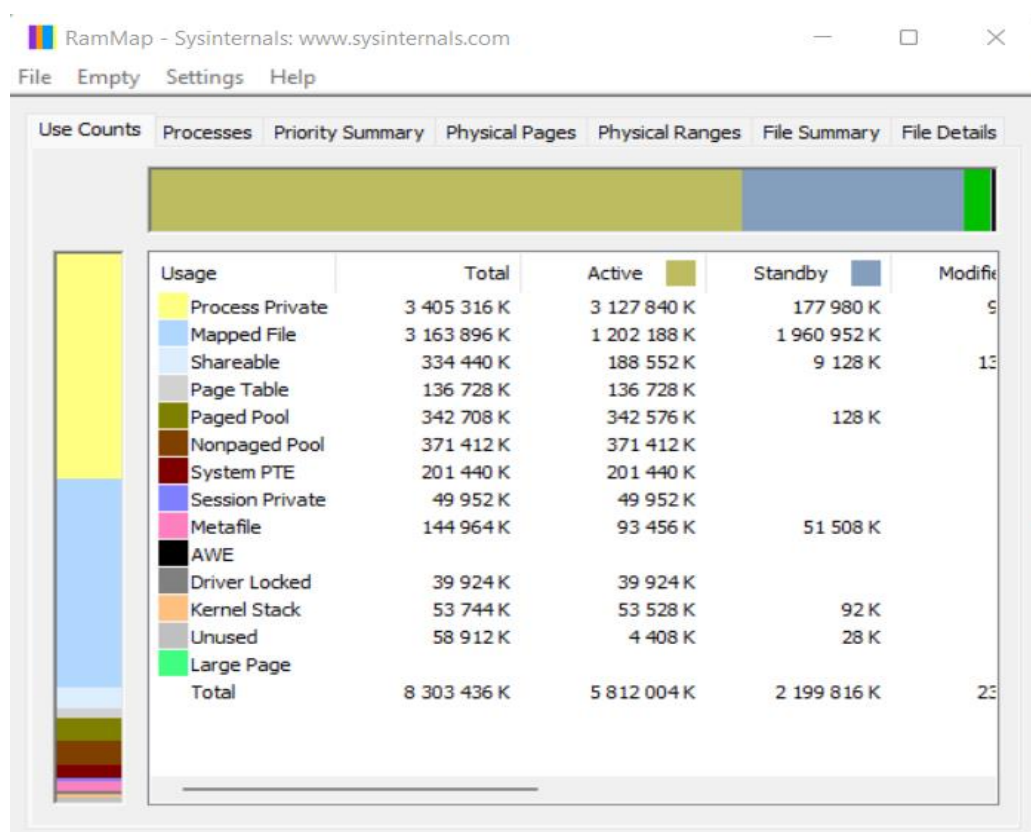 RamMap - Sysinternals: www.sysinternals.com
File Empty Settings Help
Use Counts Processes Priority Summary Physical Pages Physical Ranges File Summary File Details
Usage Total Active Standby Modifie
Process Private 3 405 316 K 3 127 840 K 177 980 K 9
Mapped File 3 163 896 K 1 202 188 K 1 960 952 K
Shareable 334 440 K 188 552 K 9 128 K 13
Page Table 136 728 K 136 728 K
Paged Pool 342 708 K 342 576 K 128 K
Nonpaged Pool 371 412 K 371 412 K
System PTE 201 440 K 201 440 K
Session Private 49 952 K 49 952 K
Metafile 144 964 K 93 456 K 51 508 K
AWE
Driver Locked 39 924 K 39 924 K
Kernel Stack 53 744 K 53 528 K 92 K
Unused 58 912 K 4 408 K 28 K
Large Page
Total 8 303 436 K 5 812 004 K 2 199 816 K 23